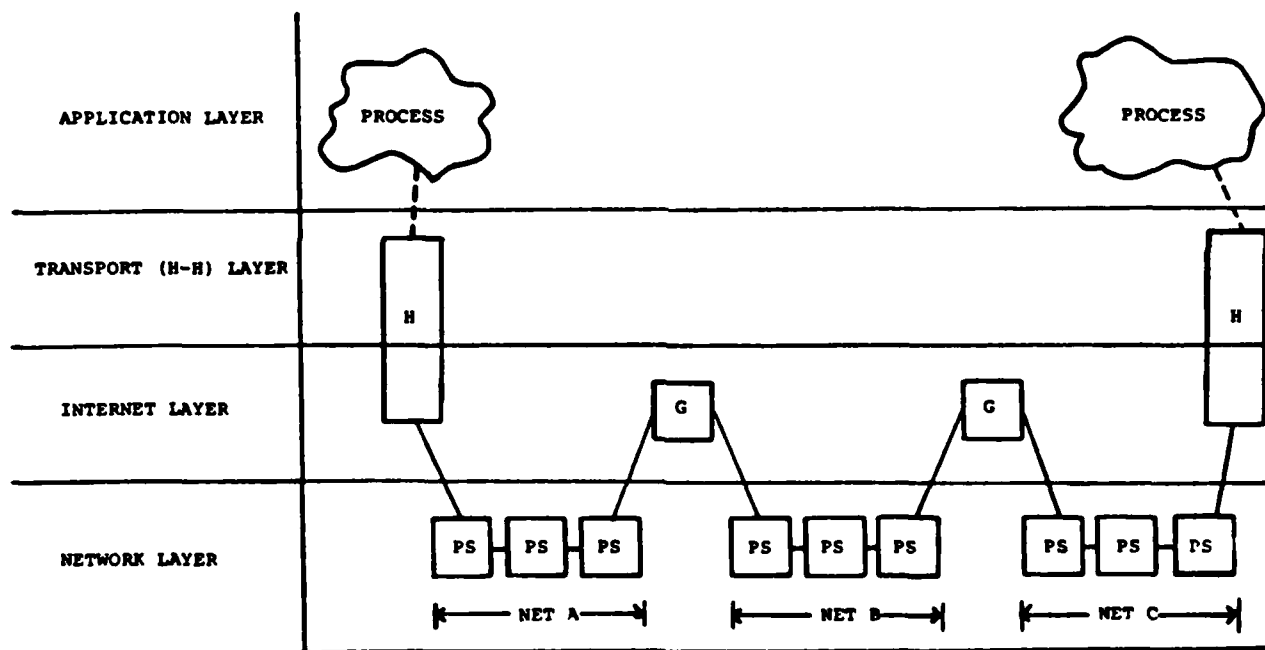 APPLICATION LAYER
PROCESS
PROCESS
TRANSPORT (H-H) LAYER
H
H
INTERNET LAYER
G
G
NETWORK LAYER
PS
PS
PS
PS
PS
PS
PS
PS
PS
NET A
NET B
NET C